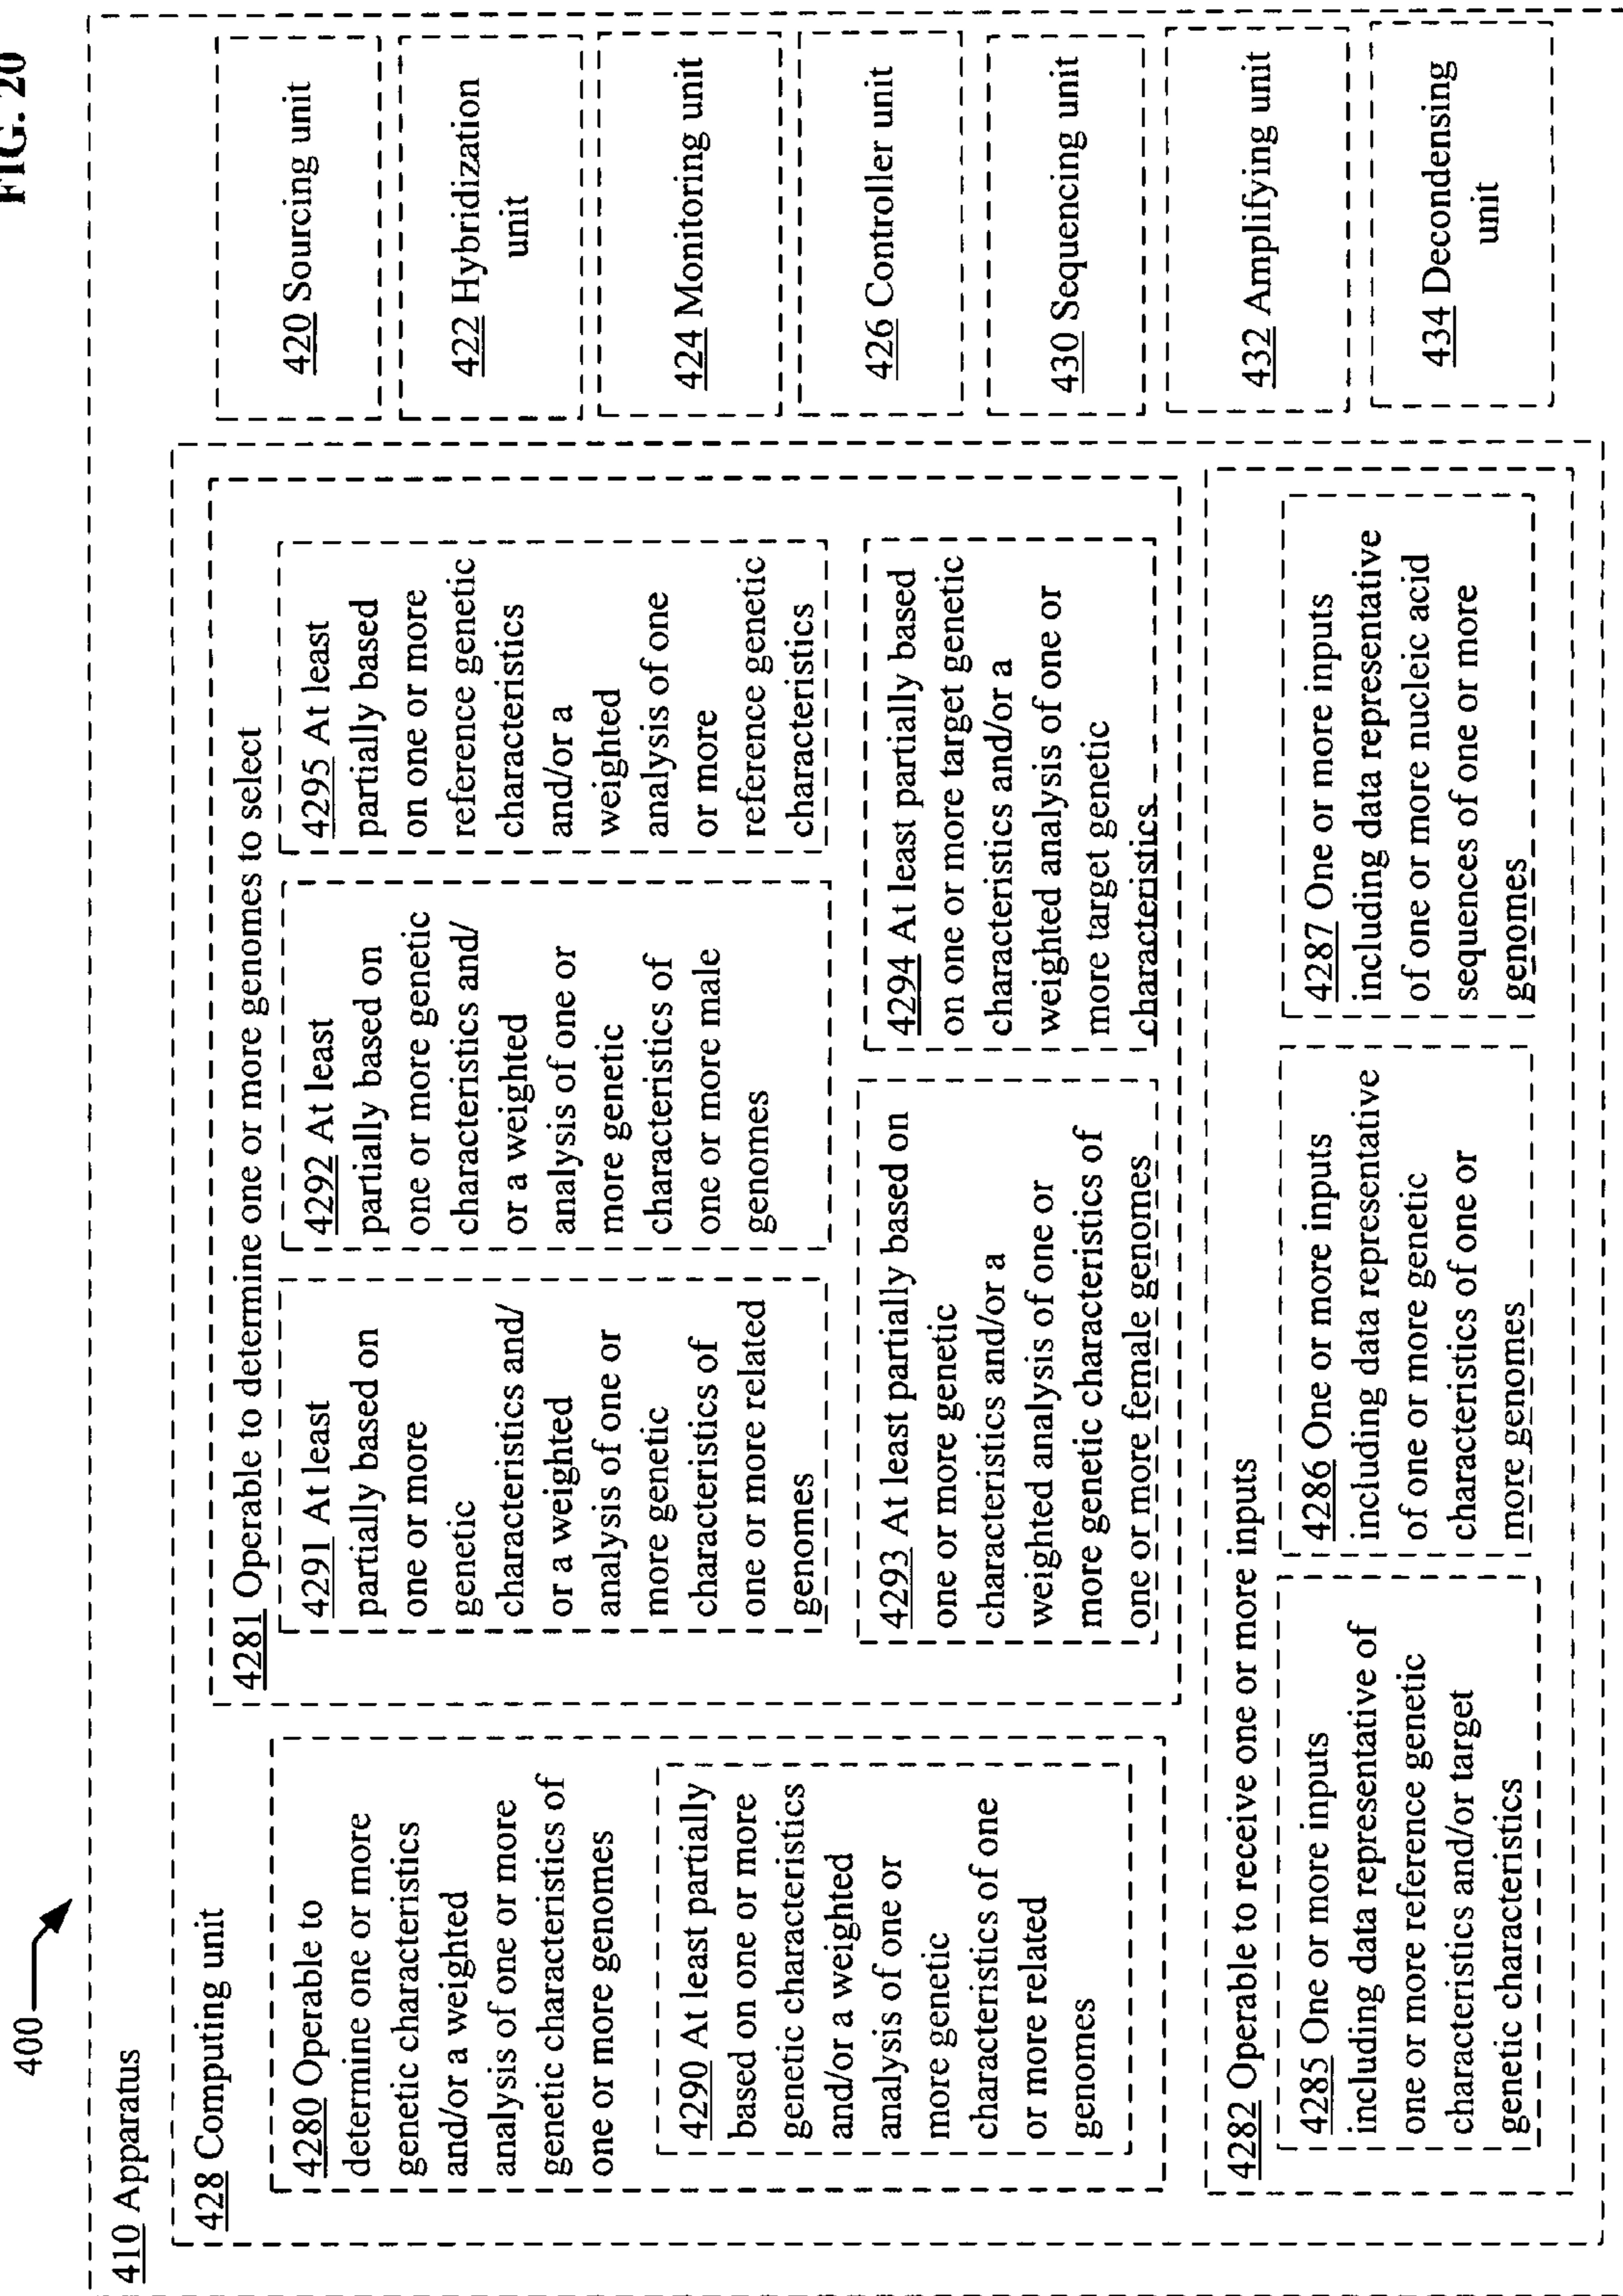 FIG. 20
400
410 Apparatus
428 Computing unit
4280 Operable to
determine one or more
genetic characteristics
and/or a weighted
analysis of one or more
genetic characteristics of
one or more genomes
4290 At least partially
based on one or more
genetic characteristics
and/or a weighted
analysis of one or
more genetic
characteristics of one
or more related
genomes
4281 Operable to determine one or more genomes to select
4291 At least
partially based on
one or more
genetic
characteristics and/
or a weighted
analysis of one or
more genetic
characteristics of
one or more related
genomes
4292 At least
partially based on
one or more genetic
characteristics and/
or a weighted
analysis of one or
more genetic
characteristics of
one or more male
genomes
4295 At least
partially based
on one or more
reference genetic
characteristics
and/or a
weighted
analysis of one
or more
reference genetic
characteristics
4293 At least partially based on
one or more genetic
characteristics and/or a
weighted analysis of one or
more genetic characteristics of
one or more female genomes
4294 At least partially based
on one or more target genetic
characteristics and/or a
weighted analysis of one or
more target genetic
characteristics
4282 Operable to receive one or more inputs
4285 One or more inputs
including data representative of
one or more reference genetic
characteristics and/or target
genetic characteristics
4286 One or more inputs
including data representative
of one or more genetic
characteristics of one or
more genomes
4287 One or more inputs
including data representative
of one or more nucleic acid
sequences of one or more
genomes
420 Sourcing unit
422 Hybridization
unit
424 Monitoring unit
426 Controller unit
430 Sequencing unit
432 Amplifying unit
434 Decondensing
unit